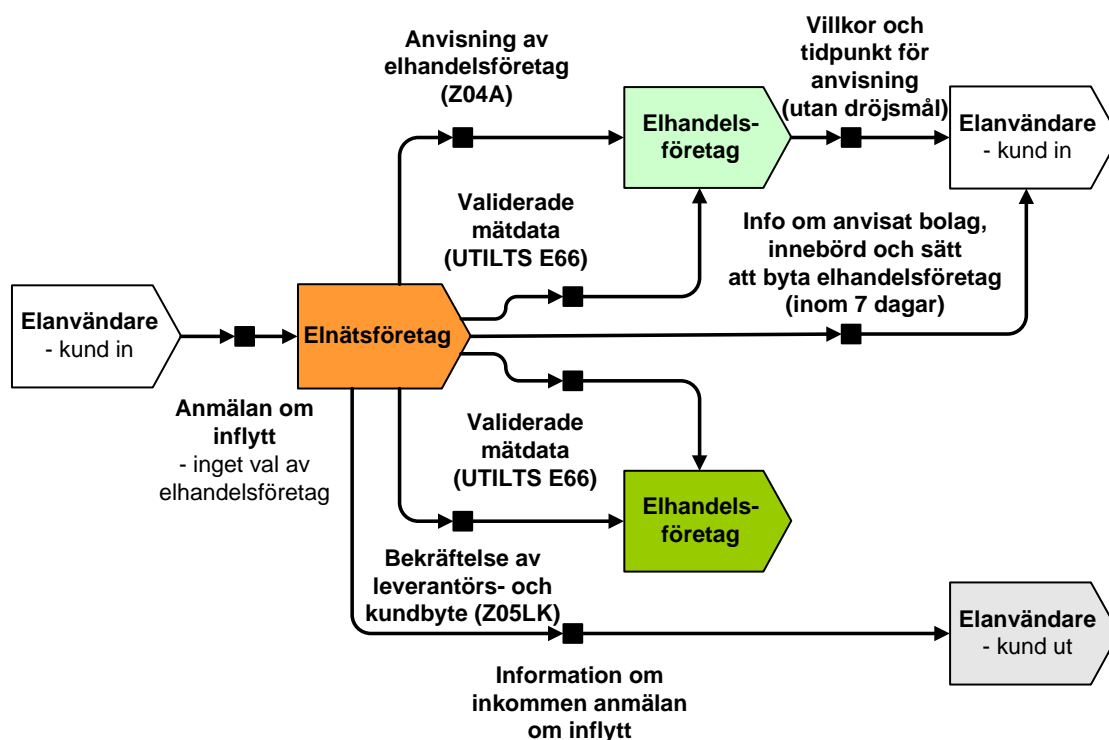 Anvisning av
elhandelsföretag
(Z04A)
Villkor och
tidpunkt för
anvisning
(utan dröjsmål)
Elhandels-
företag
Elanvändare
- kund in
Validerade
mätdata
(UTILTS E66)
Info om anvisat bolag,
innebörd och sätt
att byta elhandelsföretag
(inom 7 dagar)
Elanvändare
- kund in
Elnätsföretag
Anmälan om
inflytt
- inget val av
elhandelsföretag
Validerade
mätdata
(UTILTS E66)
Elhandels-
företag
Bekräftelse av
leverantörs- och
kundbyte (Z05LK)
Elanvändare
- kund ut
Information om
inkommen anmälan
om inflytt